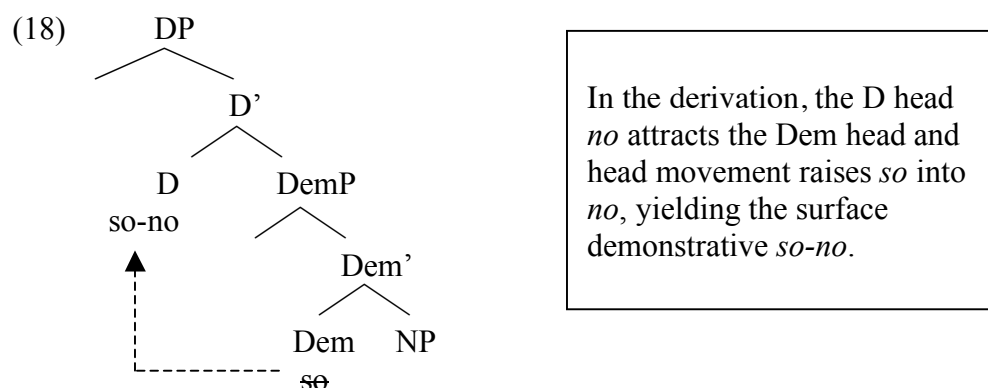 (18) DP
D’
D DemP
so-no
Dem’
Dem NP
so
In the derivation, the D head
no attracts the Dem head and
head movement raises so into
no, yielding the surface
demonstrative so-no.